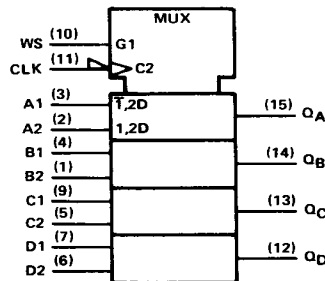 MUX
WS (10) G1
CLK (11) C2
A1 (3) 1̅,2D (15) QA
A2 (2) 1,2D
B1 (4) (14) QB
B2 (1)
C1 (9) (13) QC
C2 (5)
D1 (7) (12) QD
D2 (6)